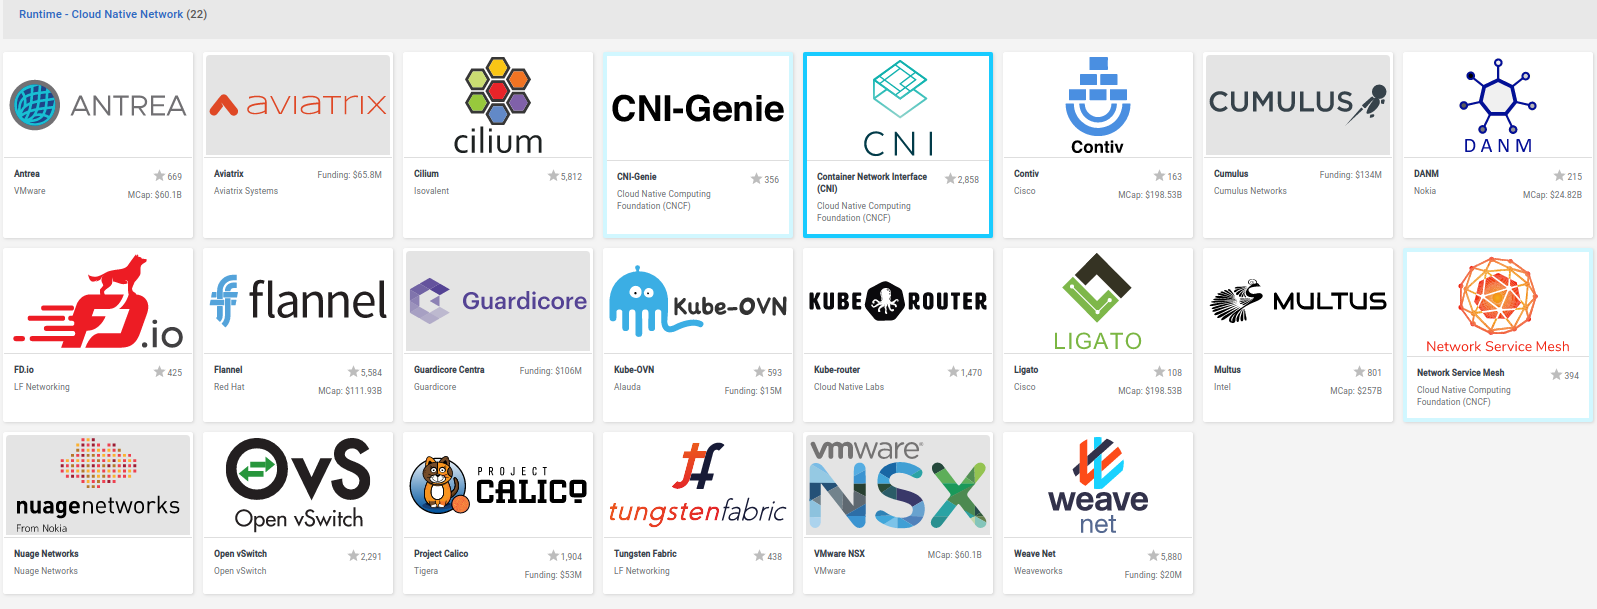 Runtime - Cloud Native Network (22)
ANTREA
Antrea
669
VMware
MCap: $60.1B
aviatrix
Aviatrix
Funding: $65.8M
Aviatrix Systems
cilium
Cilium
5,812
Isovalent
CNI-Genie
CNI-Genie
356
Cloud Native Computing
Foundation (CNCF)
CNI
Container Network Interface
(CNI)
2,858
Cloud Native Computing
Foundation (CNCF)
Contiv
Contiv
163
Cisco
MCap: $198.53B
CUMULUS
Cumulus
Funding: $134M
Cumulus Networks
DANM
DANM
215
Nokia
MCap: $24.82B
FD.io
FD.io
425
LF Networking
flannel
Flannel
5,584
Red Hat
MCap: $111.93B
Guardicore
Guardicore Centra
Funding: $106M
Guardicore
Kube-OVN
Kube-OVN
593
Alauda
Funding: $15M
KUBE ROUTER
Kube-router
1,470
Cloud Native Labs
LIGATO
Ligato
108
Cisco
MCap: $198.53B
MULTUS
Multus
801
Intel
MCap: $257B
Network Service Mesh
Network Service Mesh
394
Cloud Native Computing
Foundation (CNCF)
nuagenetworks
From Nokia
Nuage Networks
Nuage Networks
OvS
Open vSwitch
Open vSwitch
2,291
Open vSwitch
PROJECT
CALICO
Project Calico
1,904
Tigera
Funding: $53M
tf
tungstenfabric
Tungsten Fabric
438
LF Networking
vmware®
NSX
VMware NSX
MCap: $60.1B
VMware
weave
net
Weave Net
5,880
Weaveworks
Funding: $20M